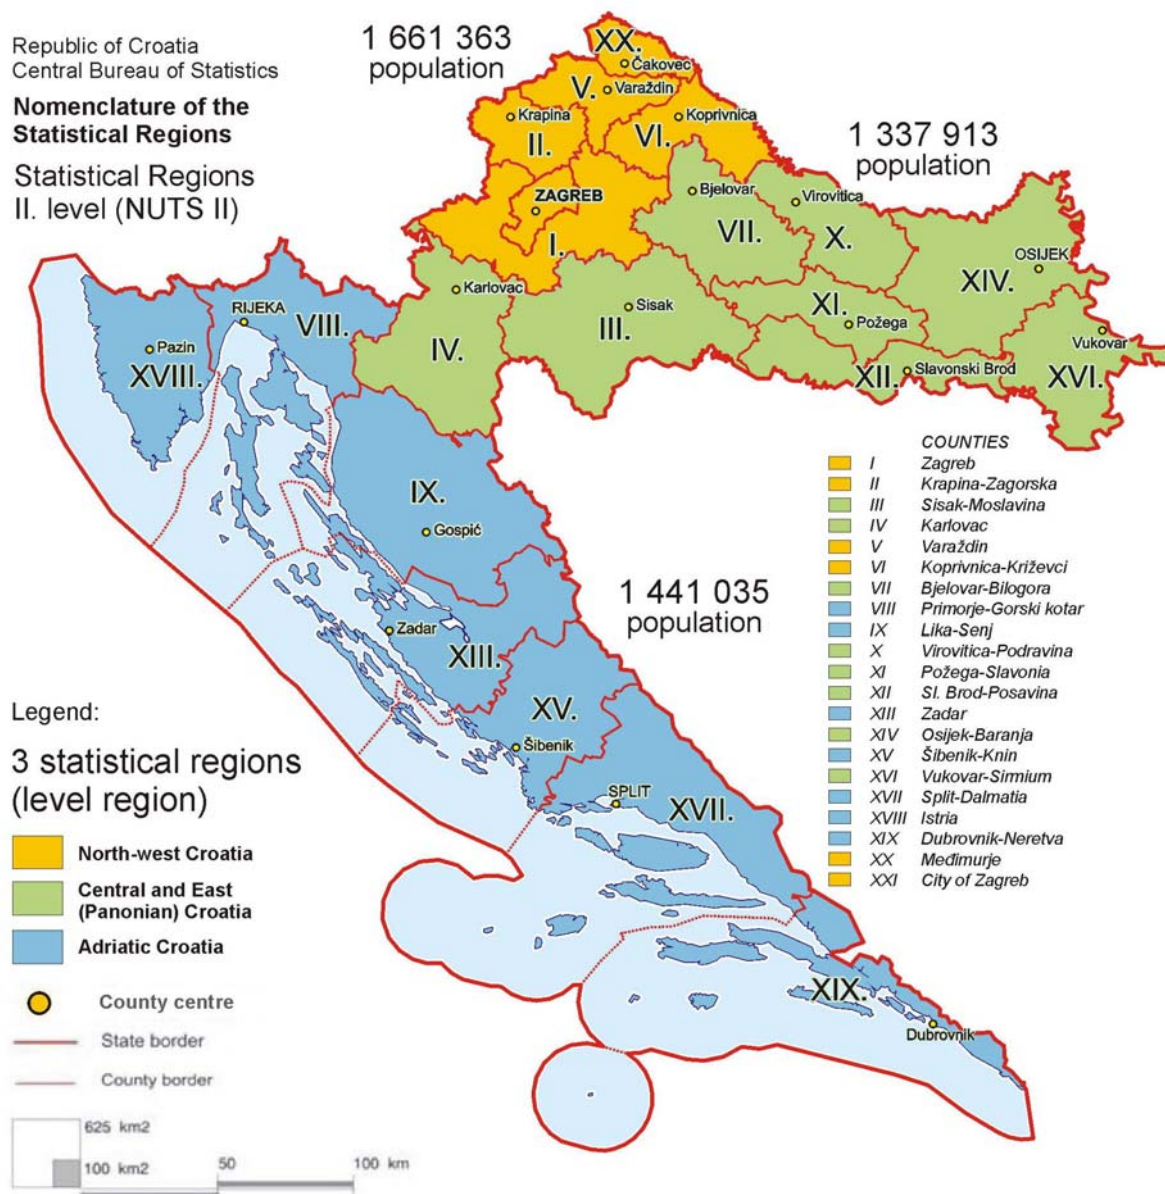 Republic of Croatia
Central Bureau of Statistics
Nomenclature of the
Statistical Regions
Statistical Regions
II. level (NUTS II)
1 661 363
population
1 337 913
population
1 441 035
population
XX.
Čakovec
V.
Varaždin
Krapina
II.
VI.
Koprivnica
ZAGREB
I.
Bjelovar
VII.
Virovitica
X.
OSIJEK
XIV.
Karlovac
IV.
Sisak
III.
XI.
Požega
Vukovar
XII.
Slavonski Brod
XVI.
RIJEKA
VIII.
Pazin
XVIII.
IX.
Gospić
Zadar
XIII.
XV.
Šibenik
SPLIT
XVII.
XIX.
Dubrovnik
COUNTIES
I Zagreb
II Krapina-Zagorska
III Sisak-Moslavina
IV Karlovac
V Varaždin
VI Koprivnica-Križevci
VII Bjelovar-Bilogora
VIII Primorje-Gorski kotar
IX Lika-Senj
X Virovitica-Podravina
XI Požega-Slavonia
XII Sl. Brod-Posavina
XIII Zadar
XIV Osijek-Baranja
XV Šibenik-Knin
XVI Vukovar-Sirmium
XVII Split-Dalmatia
XVIII Istria
XIX Dubrovnik-Neretva
XX Međimurje
XXI City of Zagreb
Legend:
3 statistical regions
(level region)
North-west Croatia
Central and East
(Panonian) Croatia
Adriatic Croatia
County centre
State border
County border
625 km2
100 km2
50
100 km